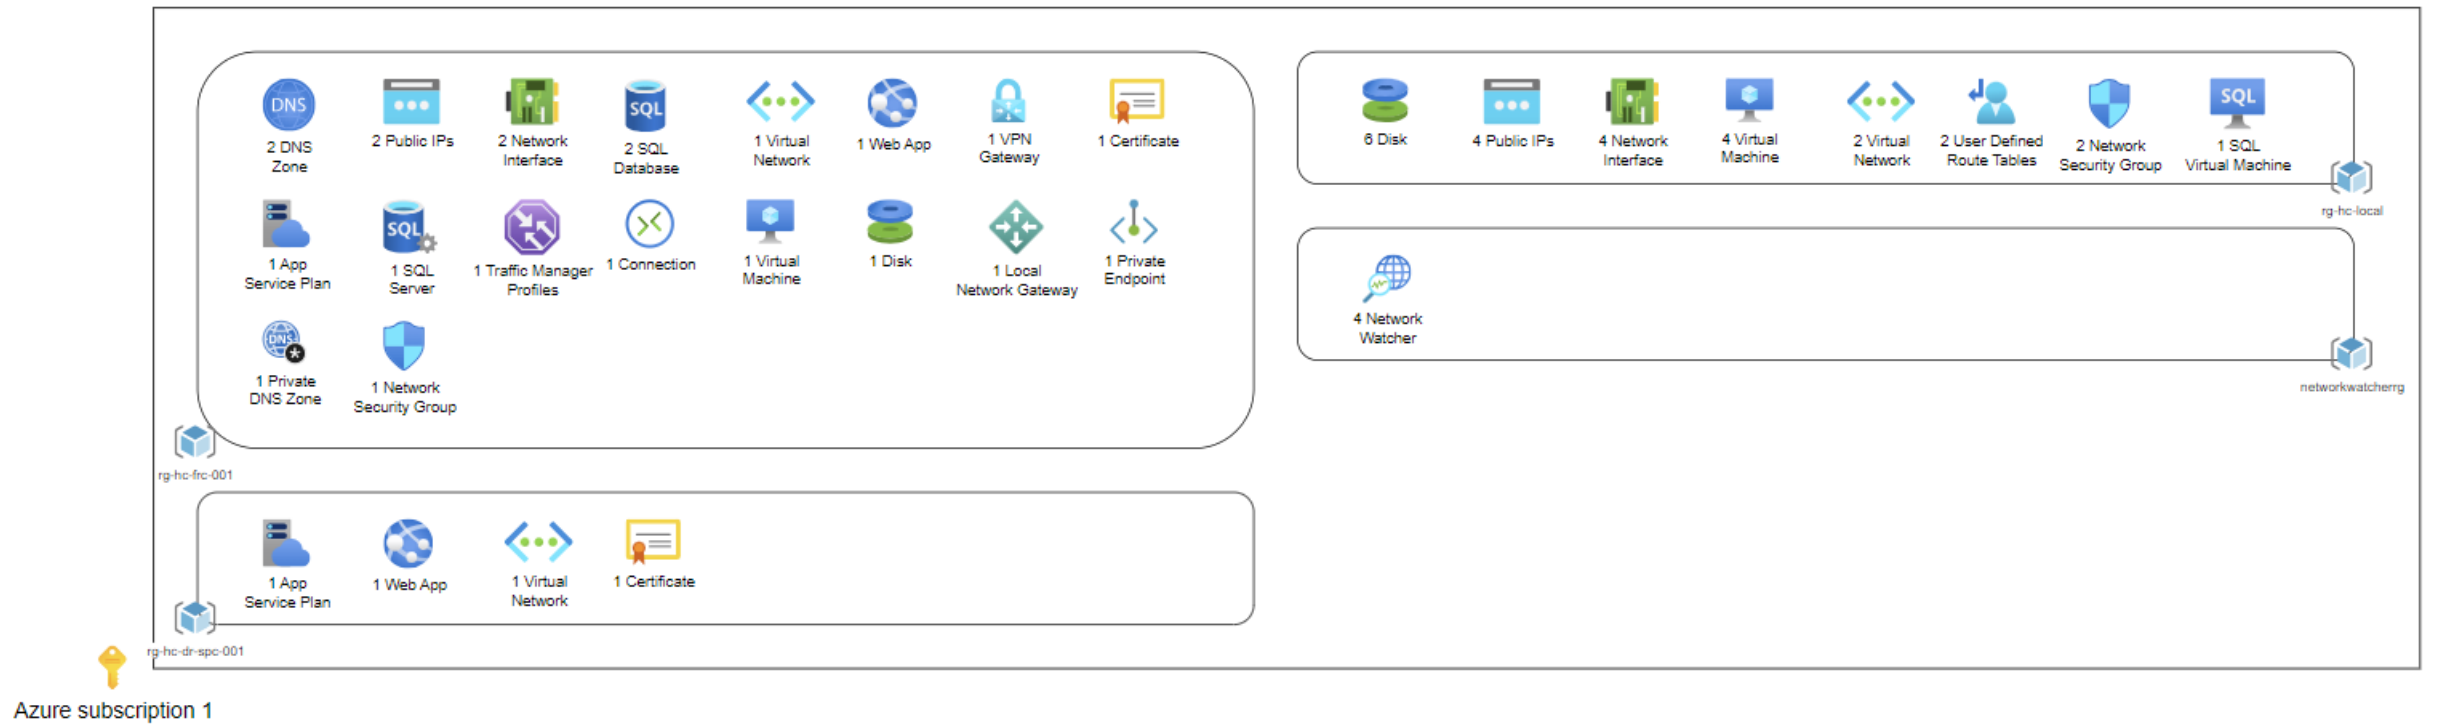 DNS
SQL
2 DNS
Zone
2 Public IPs
2 Network
Interface
2 SQL
Database
1 Virtual
Network
1 Web App
1 VPN
Gateway
1 Certificate
SQL
DNS
1 App
Service Plan
1 SQL
Server
1 Traffic Manager
Profiles
1 Connection
1 Virtual
Machine
1 Disk
1 Local
Network Gateway
1 Private
Endpoint
1 Private
DNS Zone
1 Network
Security Group
rg-hc-frc-001
1 App
Service Plan
1 Web App
1 Virtual
Network
1 Certificate
rg-hc-dr-spc-001
SQL
6 Disk
4 Public IPs
4 Network
Interface
4 Virtual
Machine
2 Virtual
Network
2 User Defined
Route Tables
2 Network
Security Group
1 SQL
Virtual Machine
rg-hc-local
4 Network
Watcher
networkwatcherrg
Azure subscription 1